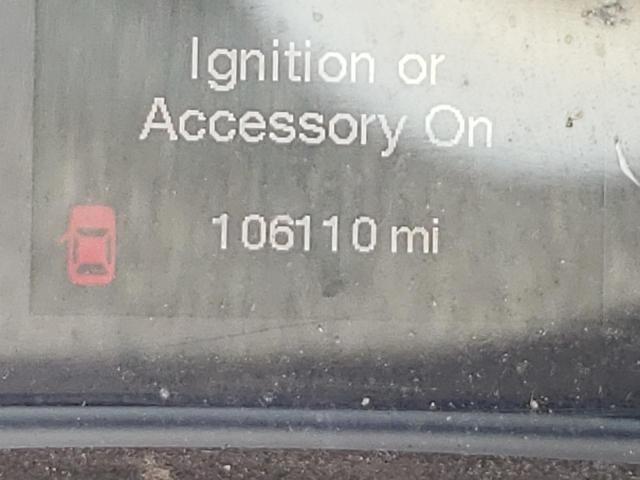 Ignition or
Accessory On
106110 mi